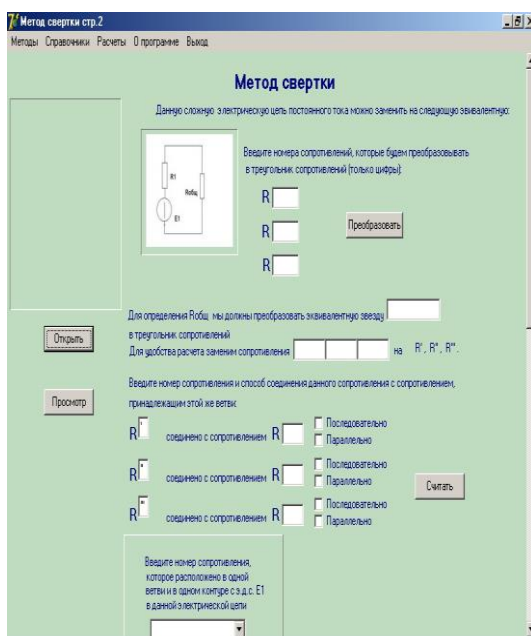 Метод свертки стр.2
Методы Справочники Расчеты О программе Выход
Метод свертки
Данную сложную электрическую цепь постоянного тока можно заменить на следующую эвивалентную:
R1
Rобщ
E1
Введите номера сопротивлений, которые будем преобразовывать
в треугольник сопротивлений (только цифры):
R
R
Преобразовать
R
Для определения Rобщ мы должны преобразовать эквивалентную звезду
в треугольник сопротивлений
Открыть
Для удобства расчета заменим сопротивления на R', R'', R'''.
Введите номер сопротивления и способ соединения данного сопротивления с сопротивлением,
принадлежащим этой же ветви:
Просмотр
R ' соединено с сопротивлением R Последовательно
Параллельно
R '' соединено с сопротивлением R Последовательно
Параллельно
Считать
R ''' соединено с сопротивлением R Последовательно
Параллельно
Введите номер сопротивления,
которое расположено в одной
ветви и в одном контуре с э.д.с. E1
в данной электрической цепи